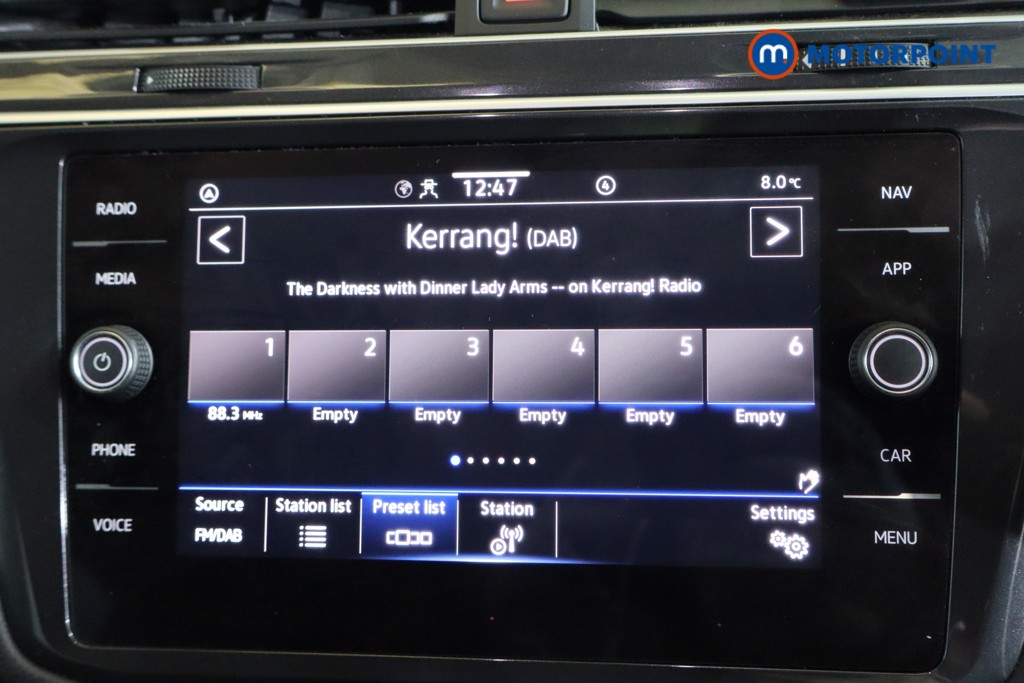 m MOTORPOINT
RADIO
MEDIA
PHONE
VOICE
12:47
4
8.0°C
< Kerrang! (DAB) >
The Darkness with Dinner Lady Arms -- on Kerrang! Radio
1 2 3 4 5 6
88.3 MHz Empty Empty Empty Empty Empty
Source Station list Preset list Station Settings
FM/DAB
NAV
APP
CAR
MENU